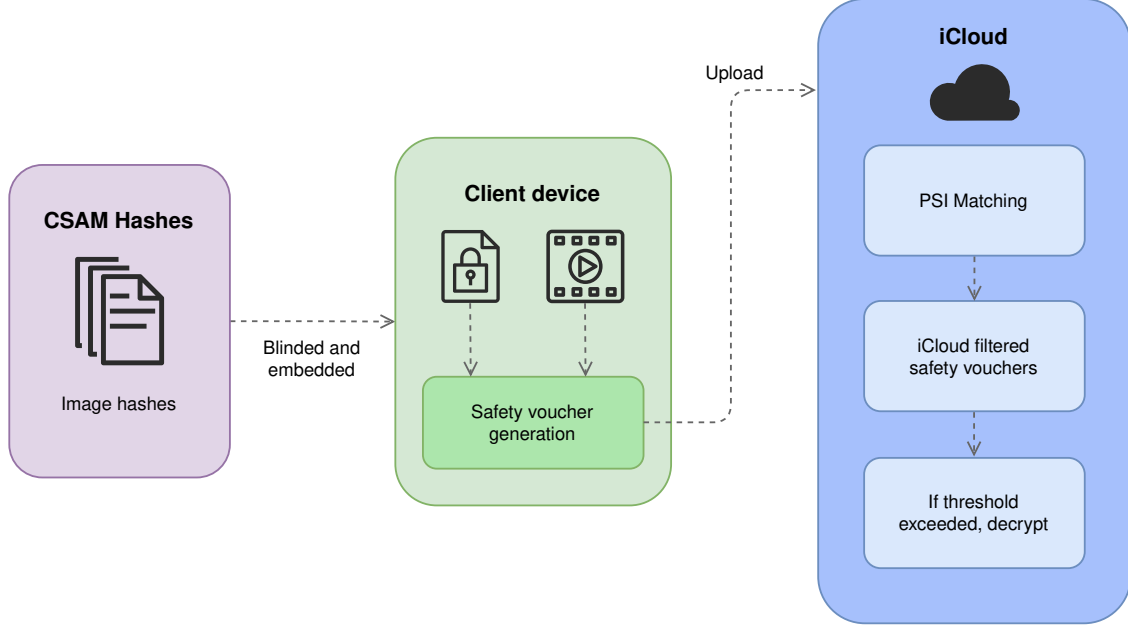 CSAM Hashes
Image hashes
Blinded and
embedded
Client device
Safety voucher
generation
Upload
iCloud
PSI Matching
iCloud filtered
safety vouchers
If threshold
exceeded, decrypt